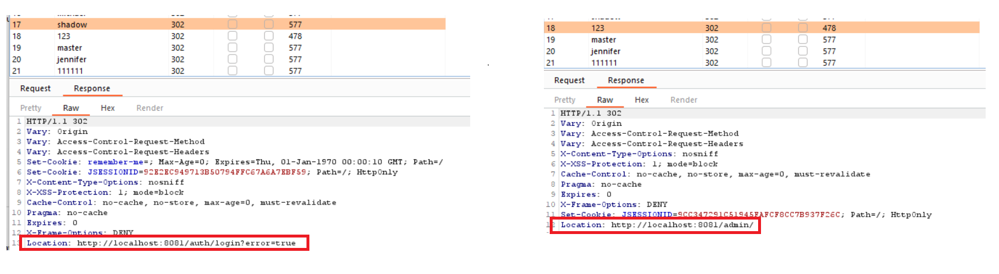 17 shadow 302 577
18 123 302 478
19 master 302 577
20 jennifer 302 577
21 111111 302 577
Request Response
Pretty Raw Hex Render
1 HTTP/1.1 302
2 Vary: Origin
3 Vary: Access-Control-Request-Method
4 Vary: Access-Control-Request-Headers
5 Set-Cookie: remember-me=; Max-Age=0; Expires=Thu, 01-Jan-1970 00:00:10 GMT; Path=/
6 Set-Cookie: JSESSIONID=92E2EC949713B50794FFC67A6A7EBF59; Path=/; HttpOnly
7 X-Content-Type-Options: nosniff
8 X-XSS-Protection: 1; mode=block
9 Cache-Control: no-cache, no-store, max-age=0, must-revalidate
10 Pragma: no-cache
11 Expires: 0
12 X-Frame-Options: DENY
13 Location: http://localhost:8081/auth/login?error=true
18 123 302 478
19 master 302 577
20 jennifer 302 577
21 111111 302 577
Request Response
Pretty Raw Hex Render
1 HTTP/1.1 302
2 Vary: Origin
3 Vary: Access-Control-Request-Method
4 Vary: Access-Control-Request-Headers
5 X-Content-Type-Options: nosniff
6 X-XSS-Protection: 1; mode=block
7 Cache-Control: no-cache, no-store, max-age=0, must-revalidate
8 Pragma: no-cache
9 Expires: 0
10 X-Frame-Options: DENY
11 Set-Cookie: JSESSIONID=9CC347291C51945FAFCF8CC7B937F26C; Path=/; HttpOnly
12 Location: http://localhost:8081/admin/